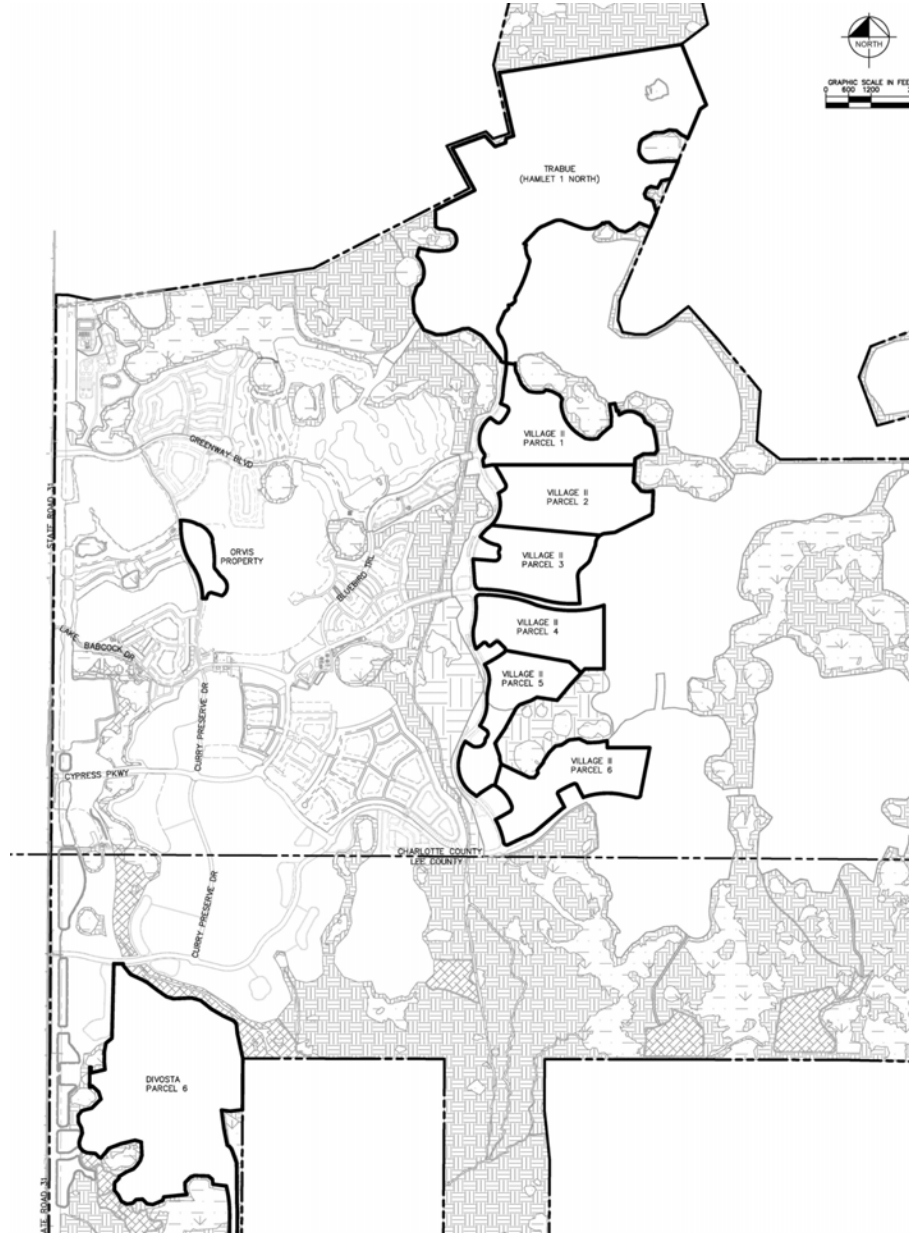 NORTH
GRAPHIC SCALE IN FEE
0 600 1200
TRABUE
(HAMLET 1 NORTH)
VILLAGE II
PARCEL 1
GREENWAY BLVD
VILLAGE II
PARCEL 2
STATE ROAD 31
ORVIS
PROPERTY
VILLAGE II
PARCEL 3
BLUEBIRD TRL
VILLAGE II
PARCEL 4
LAKE BABCOCK DR
VILLAGE II
PARCEL 5
CURRY PRESERVE DR
VILLAGE II
PARCEL 6
CYPRESS PKWY
CHARLOTTE COUNTY
LEE COUNTY
CURRY PRESERVE DR
DIVOSTA
PARCEL 6
ATE ROAD 31